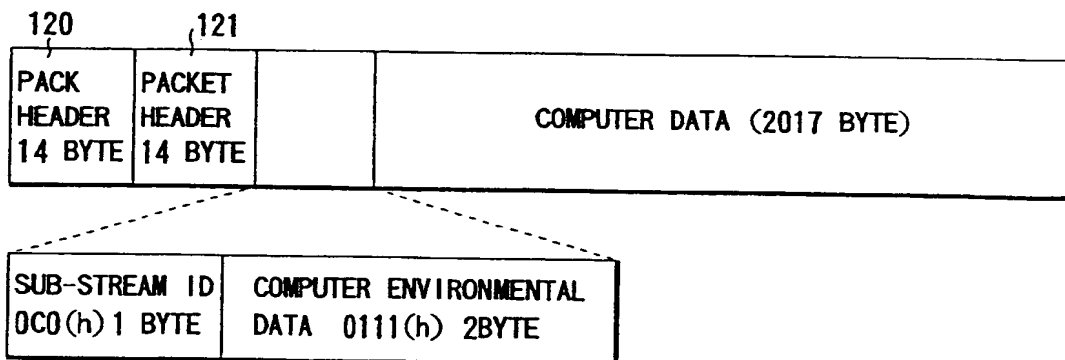 120
121
PACK
HEADER
14 BYTE
PACKET
HEADER
14 BYTE
COMPUTER DATA (2017 BYTE)
SUB-STREAM ID
0C0(h) 1 BYTE
COMPUTER ENVIRONMENTAL
DATA 0111(h) 2BYTE